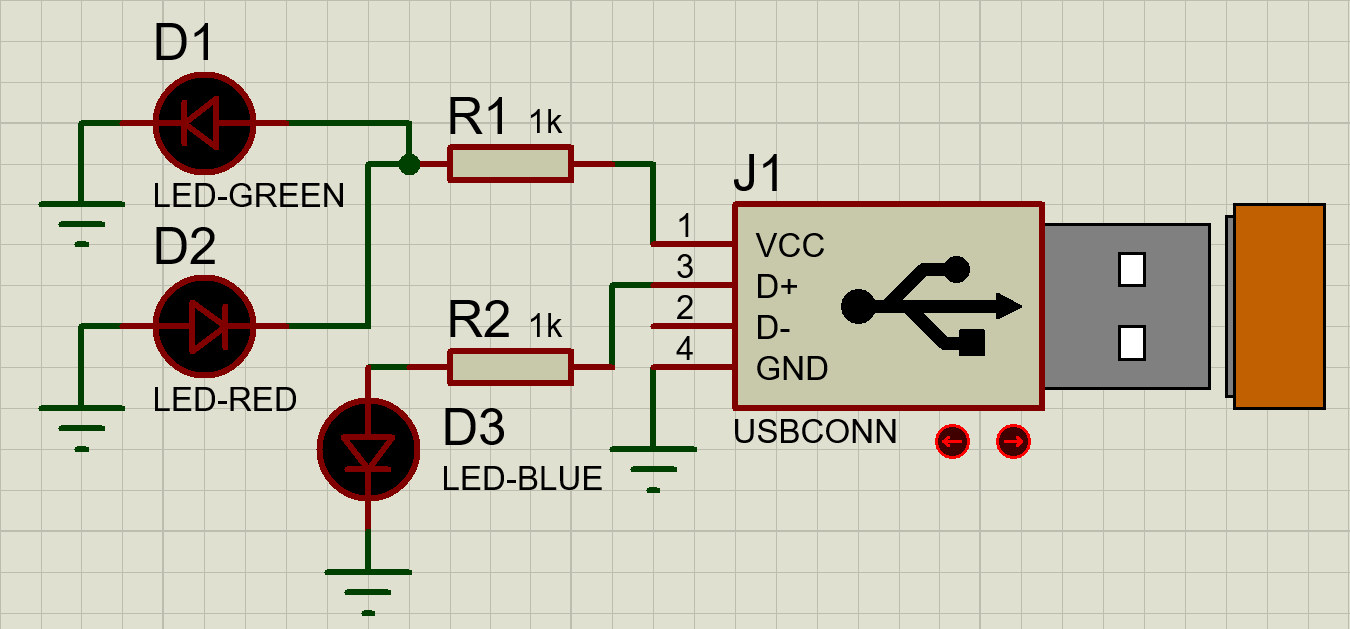 D1
LED-GREEN
R1 1k
D2
LED-RED
R2 1k
D3
LED-BLUE
J1
1 VCC
3 D+
2 D-
4 GND
USBCONN